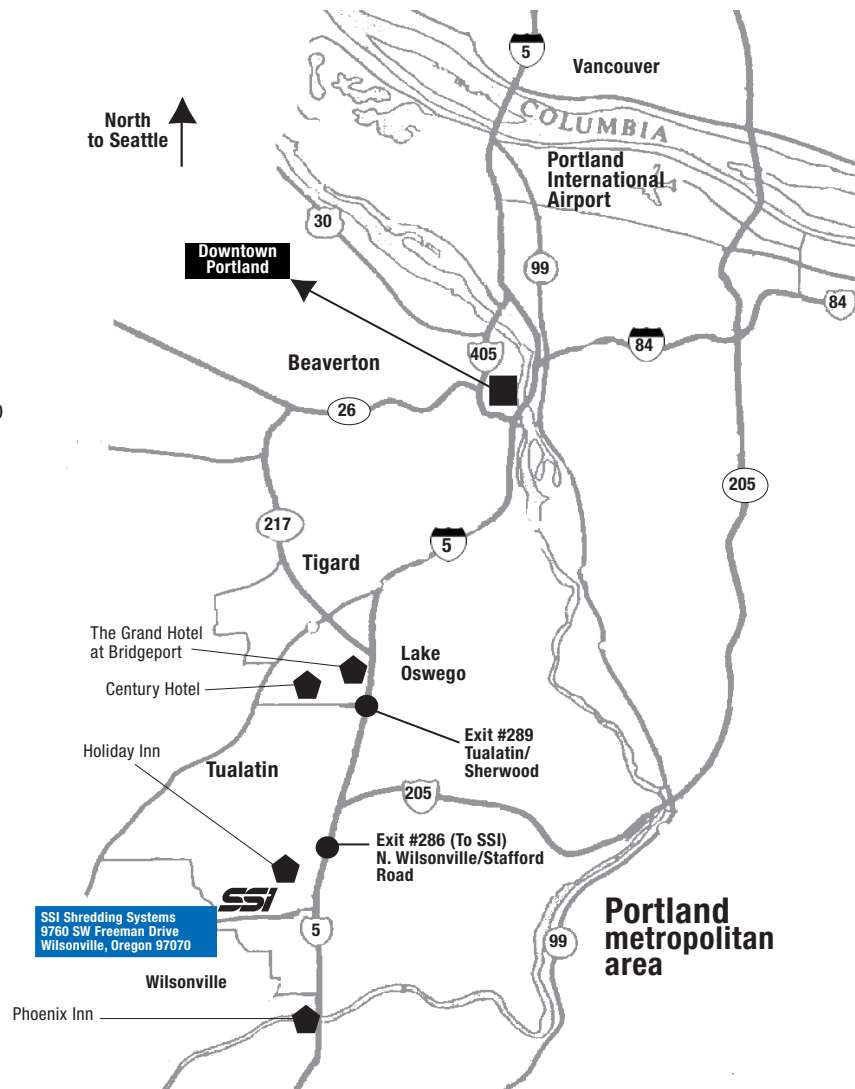 5
Vancouver
COLUMBIA
North
to Seattle
Portland
International
Airport
30
Downtown
Portland
99
84
405
84
Beaverton
26
205
217
5
Tigard
The Grand Hotel
at Bridgeport
Lake
Oswego
Century Hotel
Exit #289
Tualatin/
Sherwood
Holiday Inn
Tualatin
205
Exit #286 (To SSI)
N. Wilsonville/Stafford
Road
SSI
SSI Shredding Systems
9760 SW Freeman Drive
Wilsonville, Oregon 97070
5
99
Portland
metropolitan
area
Wilsonville
Phoenix Inn